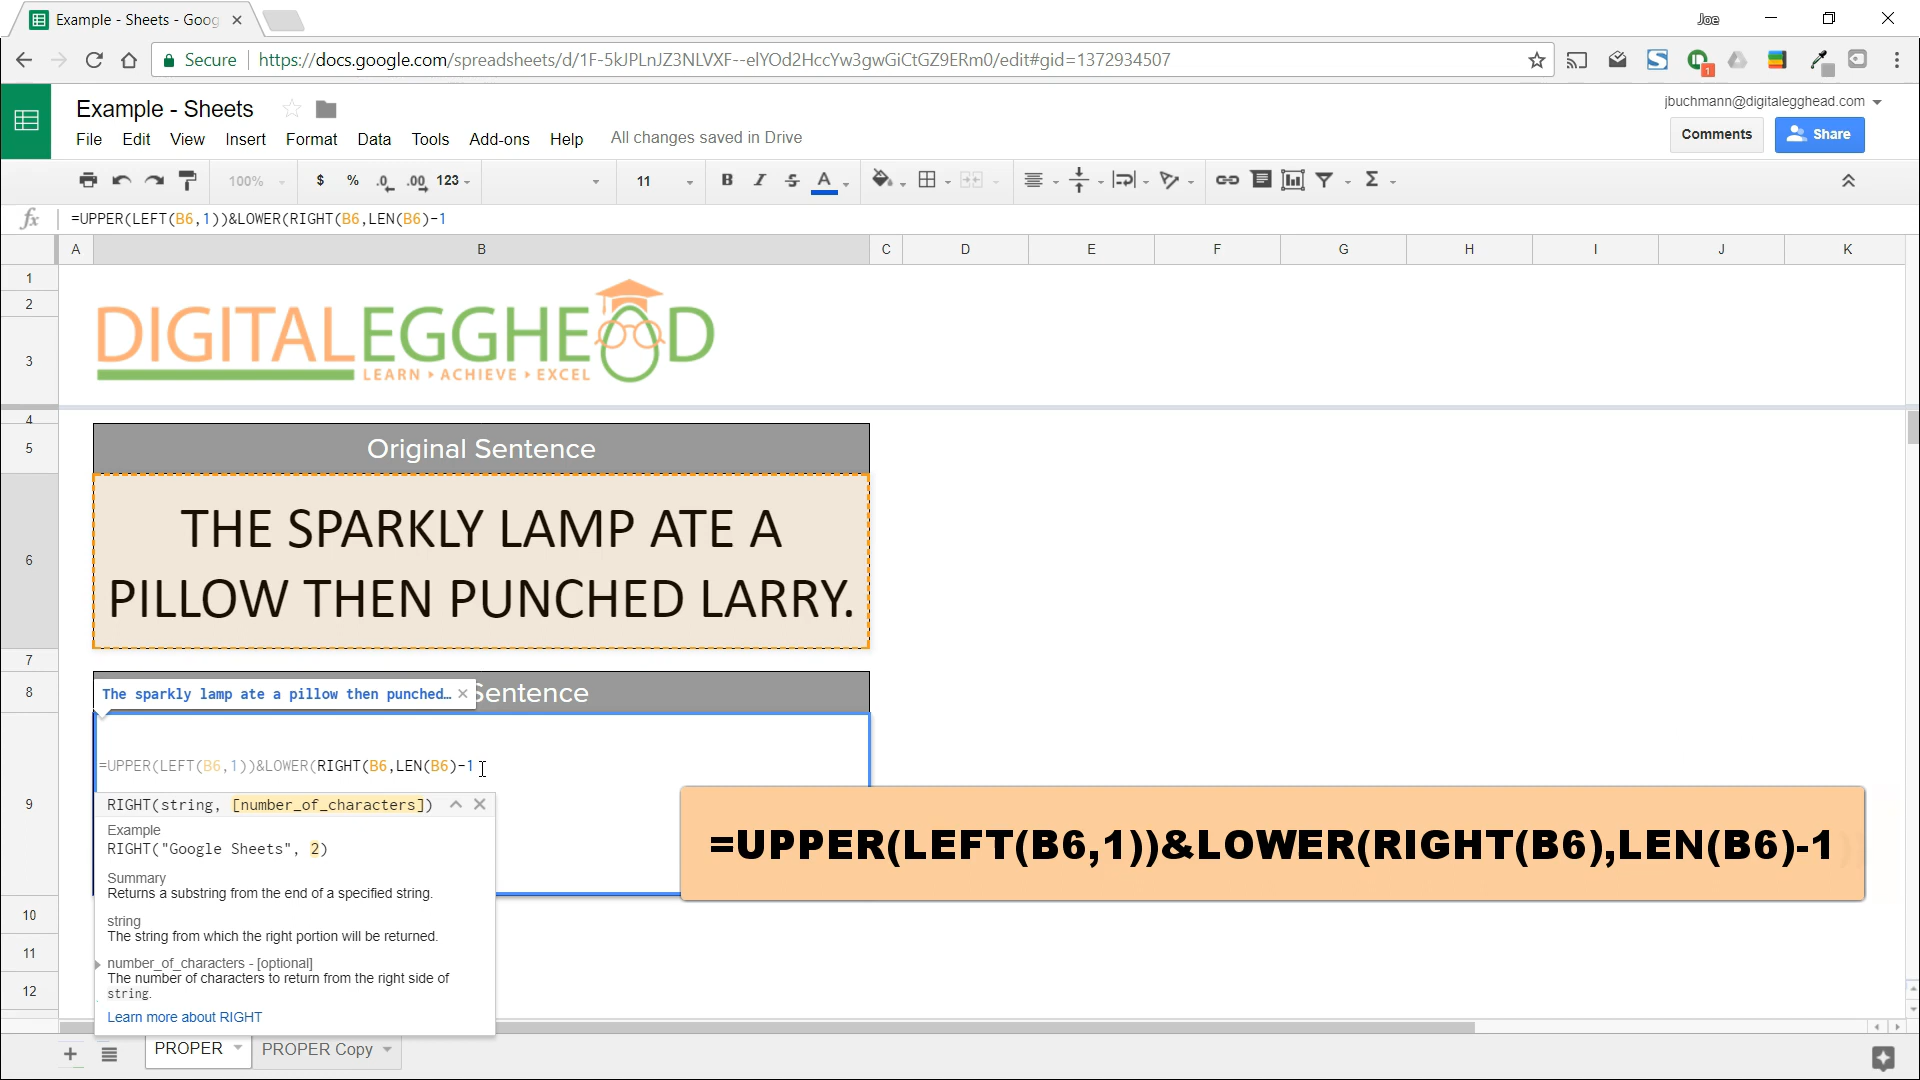 Example - Sheets - Goog
Joe
Secure
https://docs.google.com/spreadsheets/d/1F-5kJPLnJZ3NLVXF--elYOd2HccYw3gwGiCtGZ9ERm0/edit#gid=1372934507
1
Example - Sheets
jbuchmann@digitalegghead.com
File Edit View Insert Format Data Tools Add-ons Help All changes saved in Drive
Comments Share
100% $ % .0 .00 123 11 B I S A Σ
fx =UPPER(LEFT(B6,1))&LOWER(RIGHT(B6,LEN(B6)-1
A B C D E F G H I J K
1
2
3
DIGITALEGGHEAD
LEARN ▸ ACHIEVE ▸ EXCEL
4
5
Original Sentence
6
THE SPARKLY LAMP ATE A
PILLOW THEN PUNCHED LARRY.
7
8
The sparkly lamp ate a pillow then punched… × Sentence
9
=UPPER(LEFT(B6,1))&LOWER(RIGHT(B6,LEN(B6)-1
RIGHT(string, [number_of_characters])
Example
RIGHT("Google Sheets", 2)
Summary
Returns a substring from the end of a specified string.
string
The string from which the right portion will be returned.
number_of_characters - [optional]
The number of characters to return from the right side of
string.
Learn more about RIGHT
=UPPER(LEFT(B6,1))&LOWER(RIGHT(B6),LEN(B6)-1
10
11
12
PROPER PROPER Copy